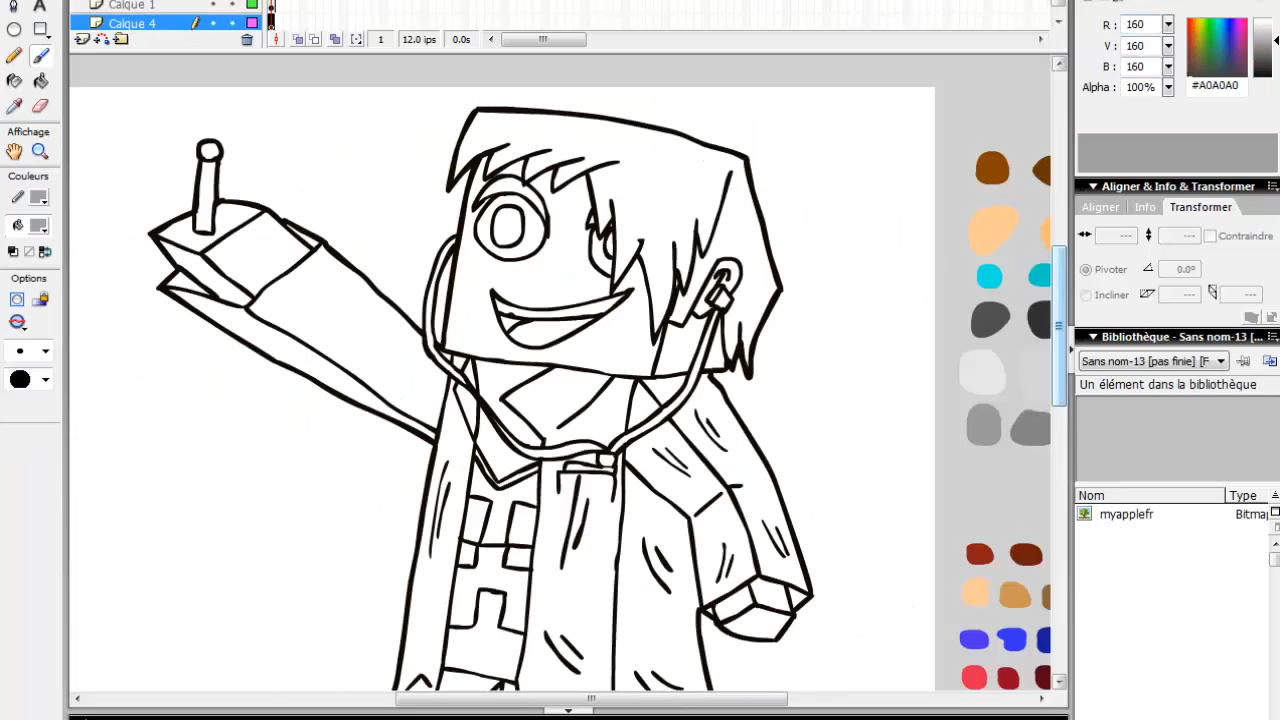 Calque 1
Calque 4
1 12.0 ips 0.0s
Affichage
Couleurs
Options
R : 160
V : 160
B : 160
Alpha : 100%
#A0A0A0
Aligner & Info & Transformer
Aligner Info Transformer
--- --- Contraindre
Pivoter 0.0°
Incliner --- ---
Bibliothèque - Sans nom-13 [...
Sans nom-13 [pas finie] [F
Un élément dans la bibliothèque
Nom Type
myapplefr Bitma